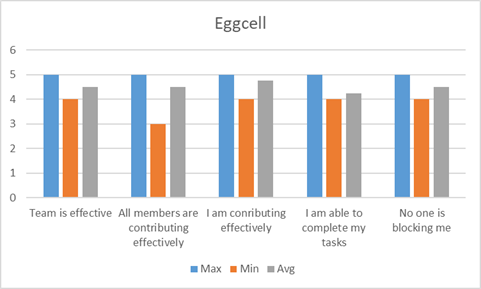 Eggcell
6
5
4
3
2
1
0
Team is effective
All members are
contributing
effectively
I am conributing
effectively
I am able to
complete my
tasks
No one is
blocking me
Max Min Avg